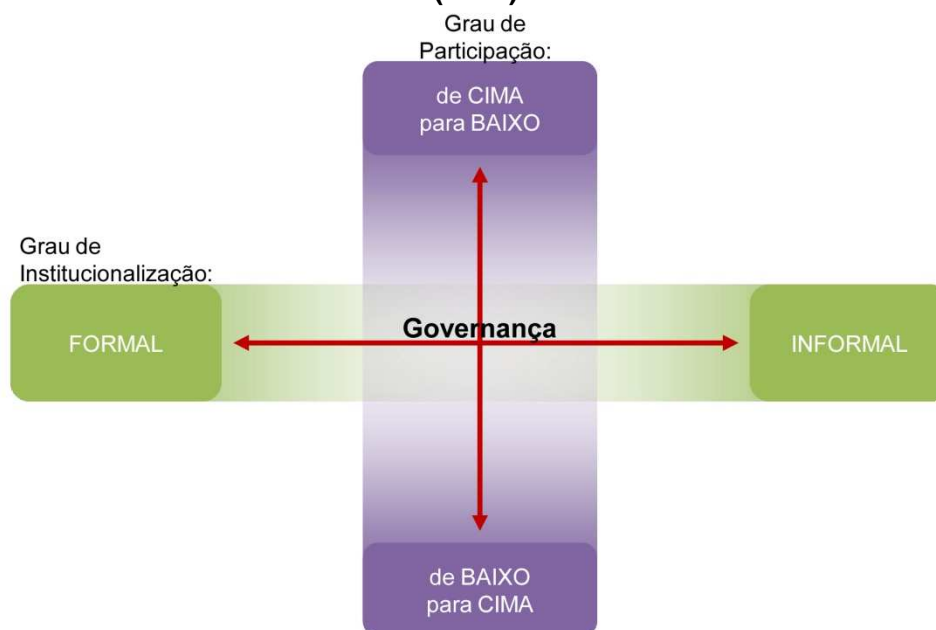 Grau de
Participação:
de CIMA
para BAIXO
Grau de
Institucionalização:
FORMAL
Governança
INFORMAL
de BAIXO
para CIMA